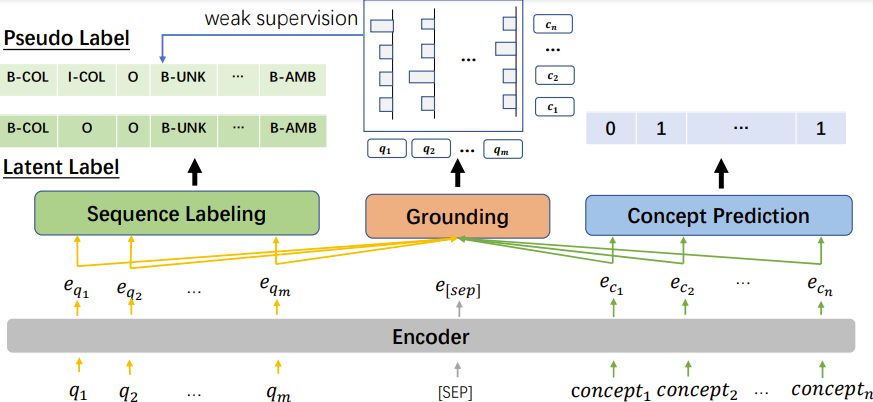 weak supervision
Pseudo Label
B-COL I-COL O B-UNK ... B-AMB
B-COL O O B-UNK ... B-AMB
Latent Label
...
c_n
...
c_2
c_1
q_1 q_2 ... q_m
0 1 ... 1
Sequence Labeling
Grounding
Concept Prediction
e_{q_1} e_{q_2} ... e_{q_m} e_{[sep]} e_{c_1} e_{c_2} ... e_{c_n}
Encoder
q_1 q_2 ... q_m [SEP] concept_1 concept_2 ... concept_n